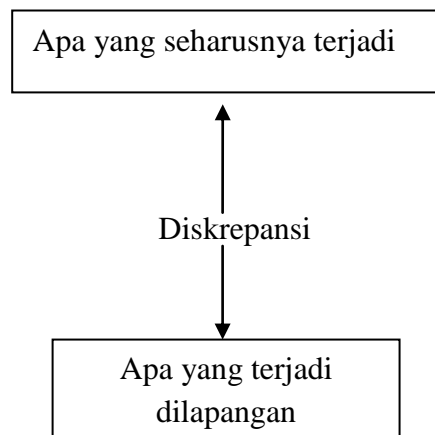 Apa yang seharusnya terjadi
Diskrepansi
Apa yang terjadi
dilapangan